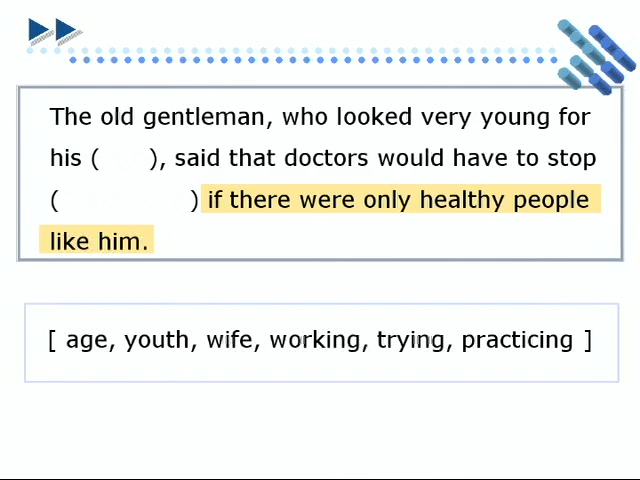 The old gentleman, who looked very young for
his ( ), said that doctors would have to stop
( ) if there were only healthy people
like him.
[ age, youth, wife, working, trying, practicing ]